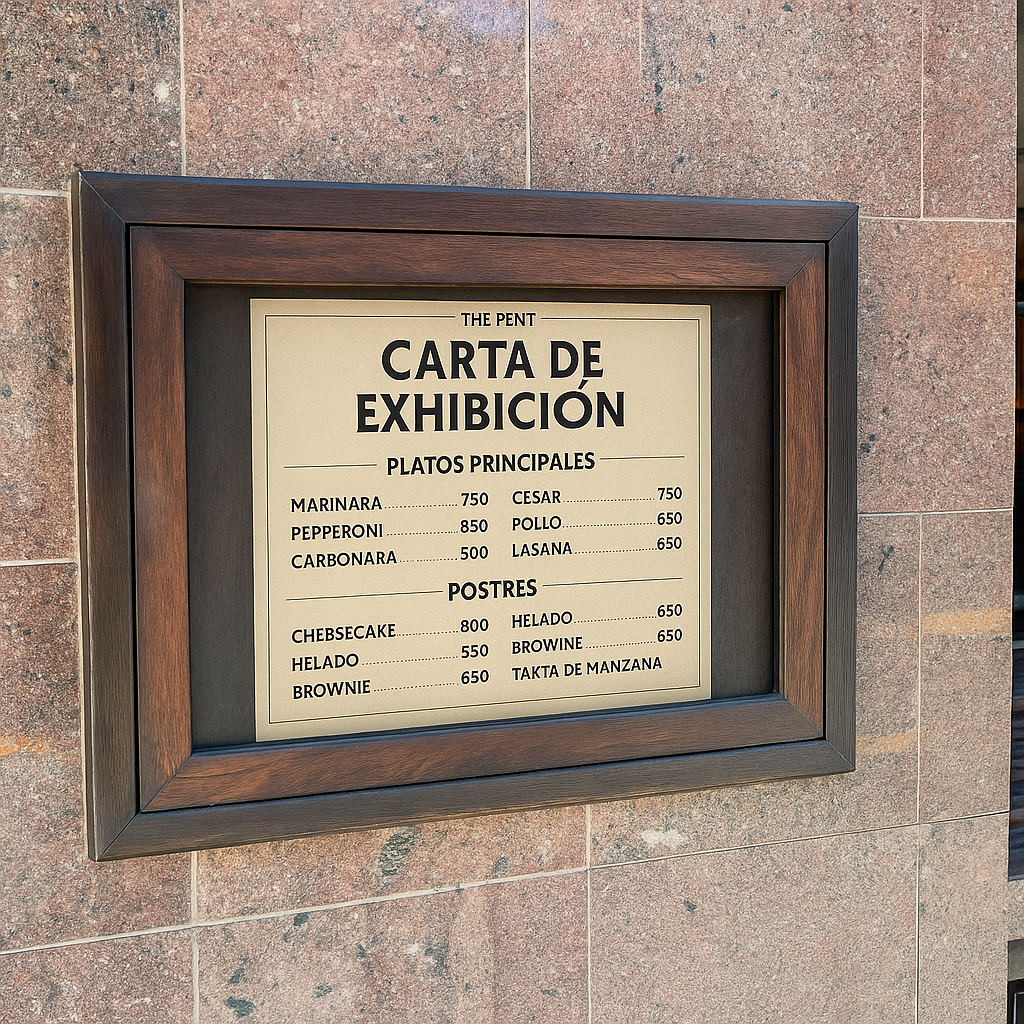 THE PENT
CARTA DE
EXHIBICIÓN
PLATOS PRINCIPALES
MARINARA 750
PEPPERONI 850
CARBONARA 500
CESAR 750
POLLO 650
LASANA 650
POSTRES
CHEBSECAKE 800
HELADO 550
BROWNIE 650
HELADO 650
BROWINE 650
TAKTA DE MANZANA